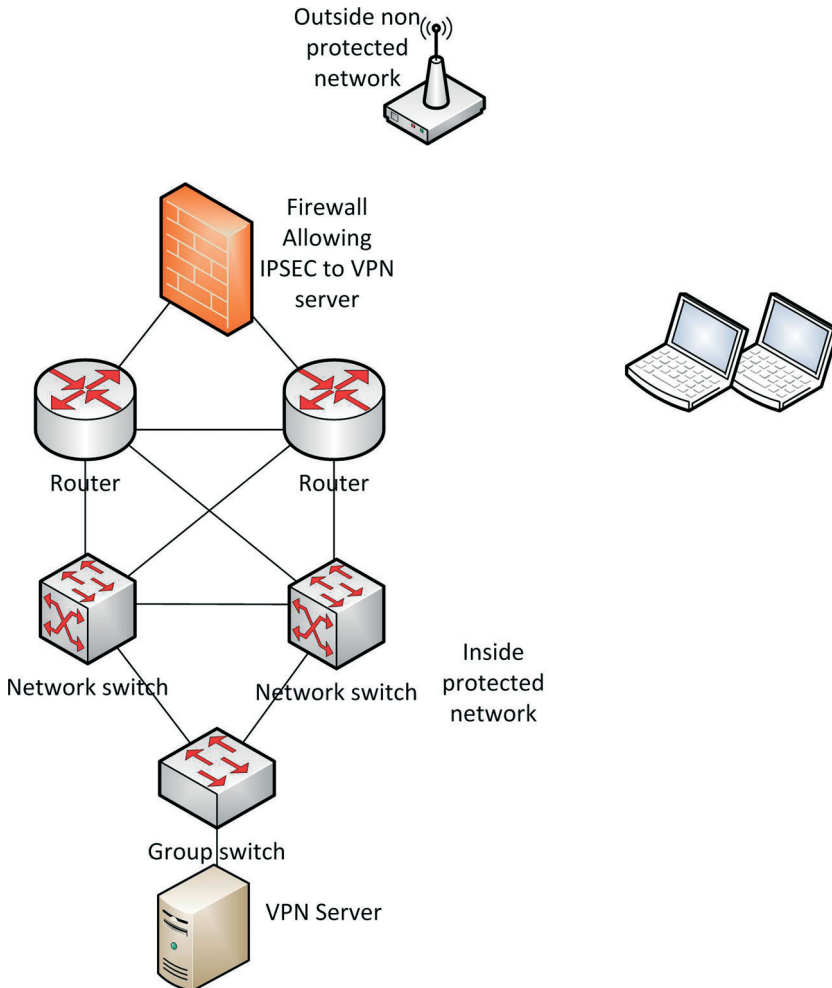 Outside non
protected
network
Firewall
Allowing
IPSEC to VPN
server
Router
Router
Network switch
Network switch
Inside
protected
network
Group switch
VPN Server